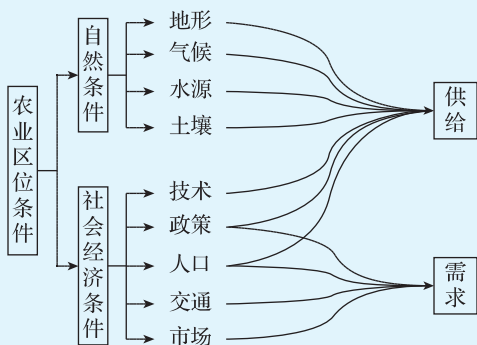 农业区位条件
自然条件
地形
气候
水源
土壤
社会经济条件
技术
政策
人口
交通
市场
供给
需求